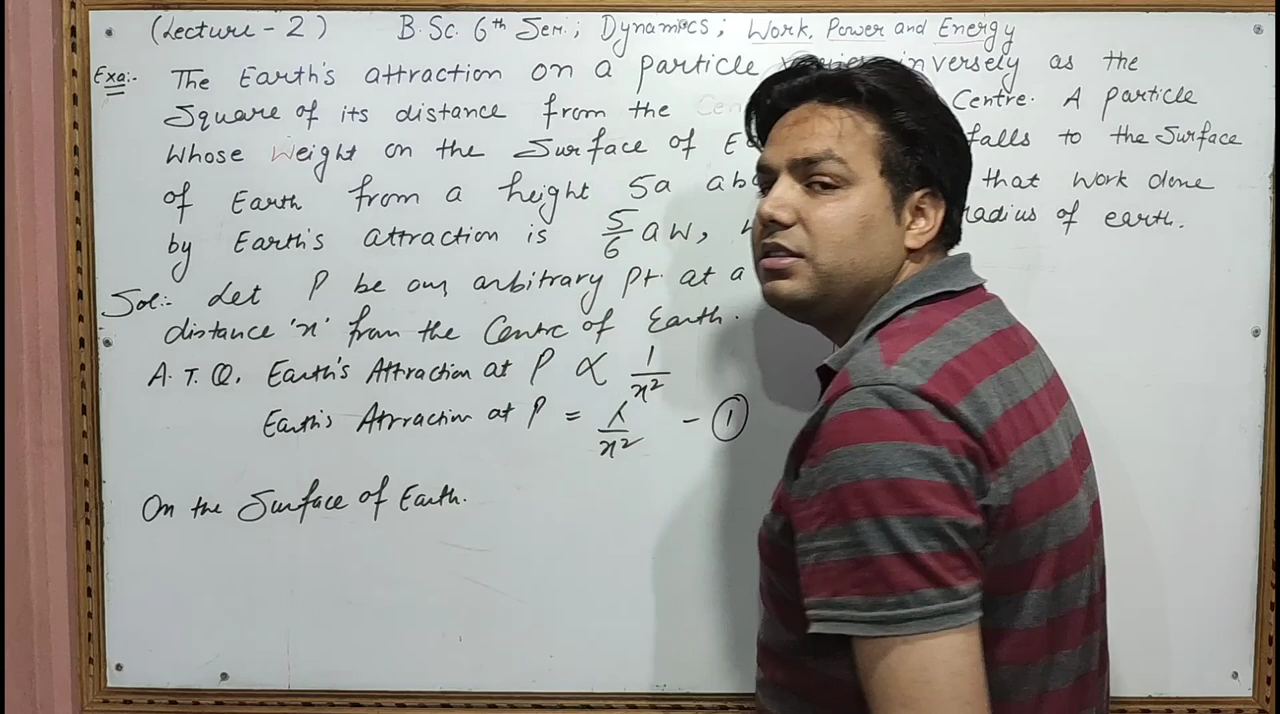 (Lecture - 2) B.Sc. 6th Sem.; Dynamics; Work, Power and Energy
Exa:- The Earth's attraction on a particle inversely as the
Square of its distance from the Cen Centre. A particle
Whose Weight on the Surface of E falls to the Surface
of Earth from a height 5a ab that Work done
by Earth's attraction is 5/6 aw, radius of earth.
Sol:- Let P be any arbitrary pt. at a
distance 'x' from the Centre of Earth.
A. T. Q. Earth's Attraction at P ∝ 1/x²
Earth's Attraction at P = λ/x² - ①
On the Surface of Earth.